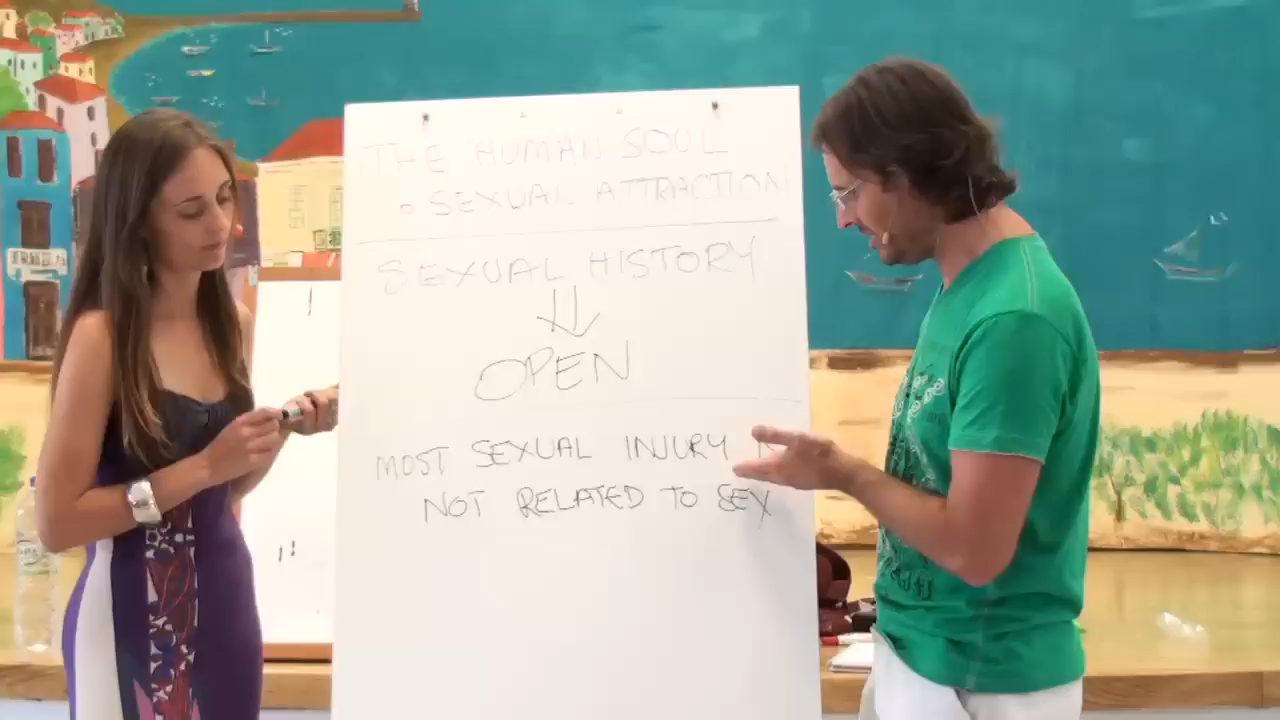 THE HUMAN SOUL
o SEXUAL ATTRACTION
SEXUAL HISTORY
OPEN
MOST SEXUAL INJURY
NOT RELATED TO SEX